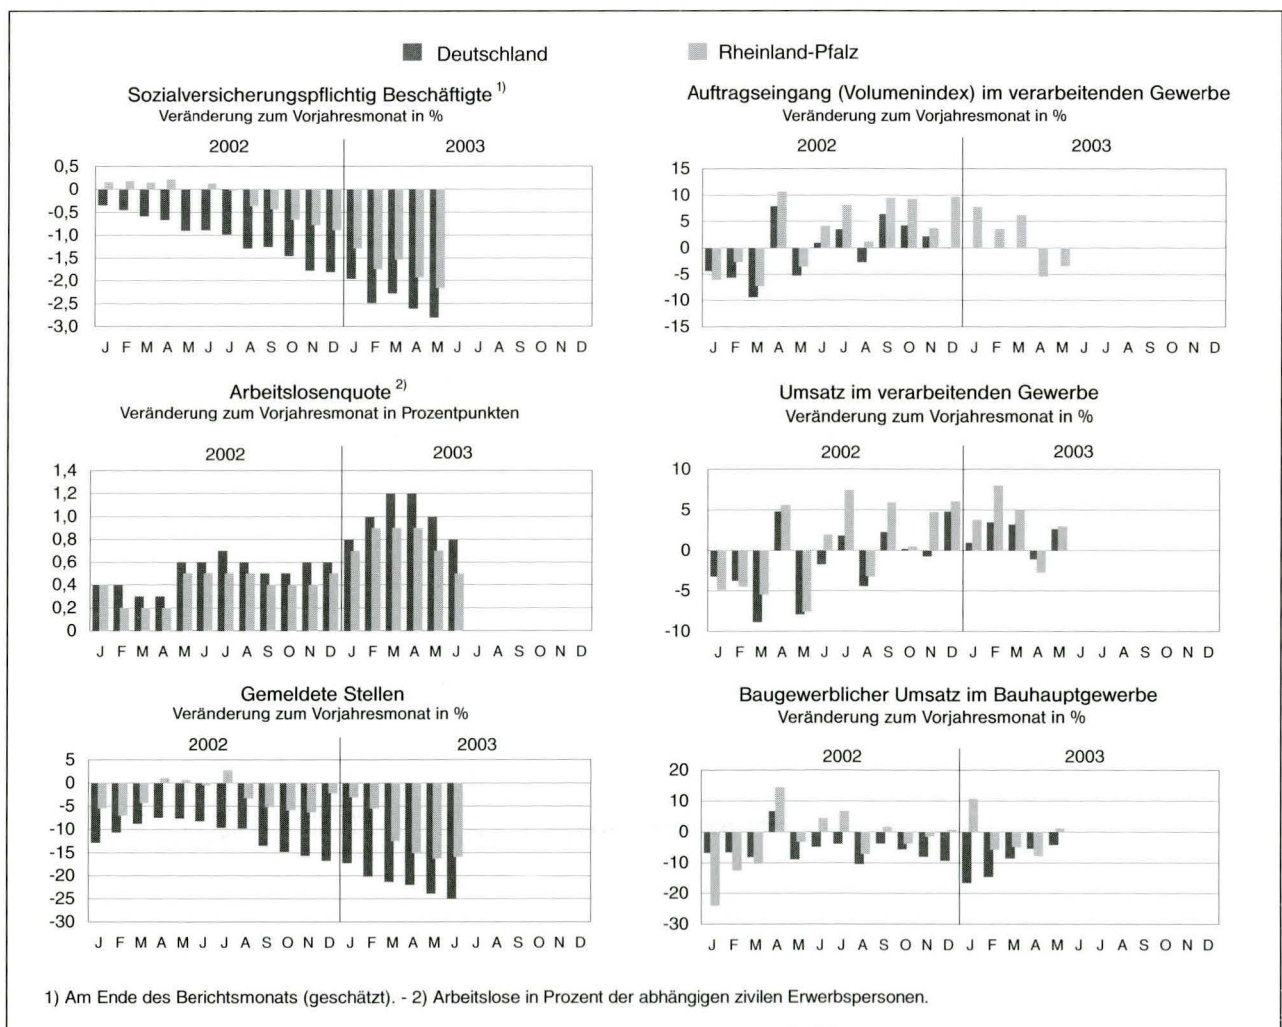 Deutschland
Rheinland-Pfalz
Sozialversicherungspflichtig Beschäftigte 1)
Veränderung zum Vorjahresmonat in %
2002
2003
0,5
0
-0,5
-1,0
-1,5
-2,0
-2,5
-3,0
J F M A M J J A S O N D J F M A M J J A S O N D
Auftragseingang (Volumenindex) im verarbeitenden Gewerbe
Veränderung zum Vorjahresmonat in %
2002
2003
15
10
5
0
-5
-10
-15
J F M A M J J A S O N D J F M A M J J A S O N D
Arbeitslosenquote 2)
Veränderung zum Vorjahresmonat in Prozentpunkten
2002
2003
1,4
1,2
1,0
0,8
0,6
0,4
0,2
0
J F M A M J J A S O N D J F M A M J J A S O N D
Umsatz im verarbeitenden Gewerbe
Veränderung zum Vorjahresmonat in %
2002
2003
10
5
0
-5
-10
J F M A M J J A S O N D J F M A M J J A S O N D
Gemeldete Stellen
Veränderung zum Vorjahresmonat in %
2002
2003
5
0
-5
-10
-15
-20
-25
-30
J F M A M J J A S O N D J F M A M J J A S O N D
Baugewerblicher Umsatz im Bauhauptgewerbe
Veränderung zum Vorjahresmonat in %
2002
2003
20
10
0
-10
-20
-30
J F M A M J J A S O N D J F M A M J J A S O N D
1) Am Ende des Berichtsmonats (geschätzt). - 2) Arbeitslose in Prozent der abhängigen zivilen Erwerbspersonen.